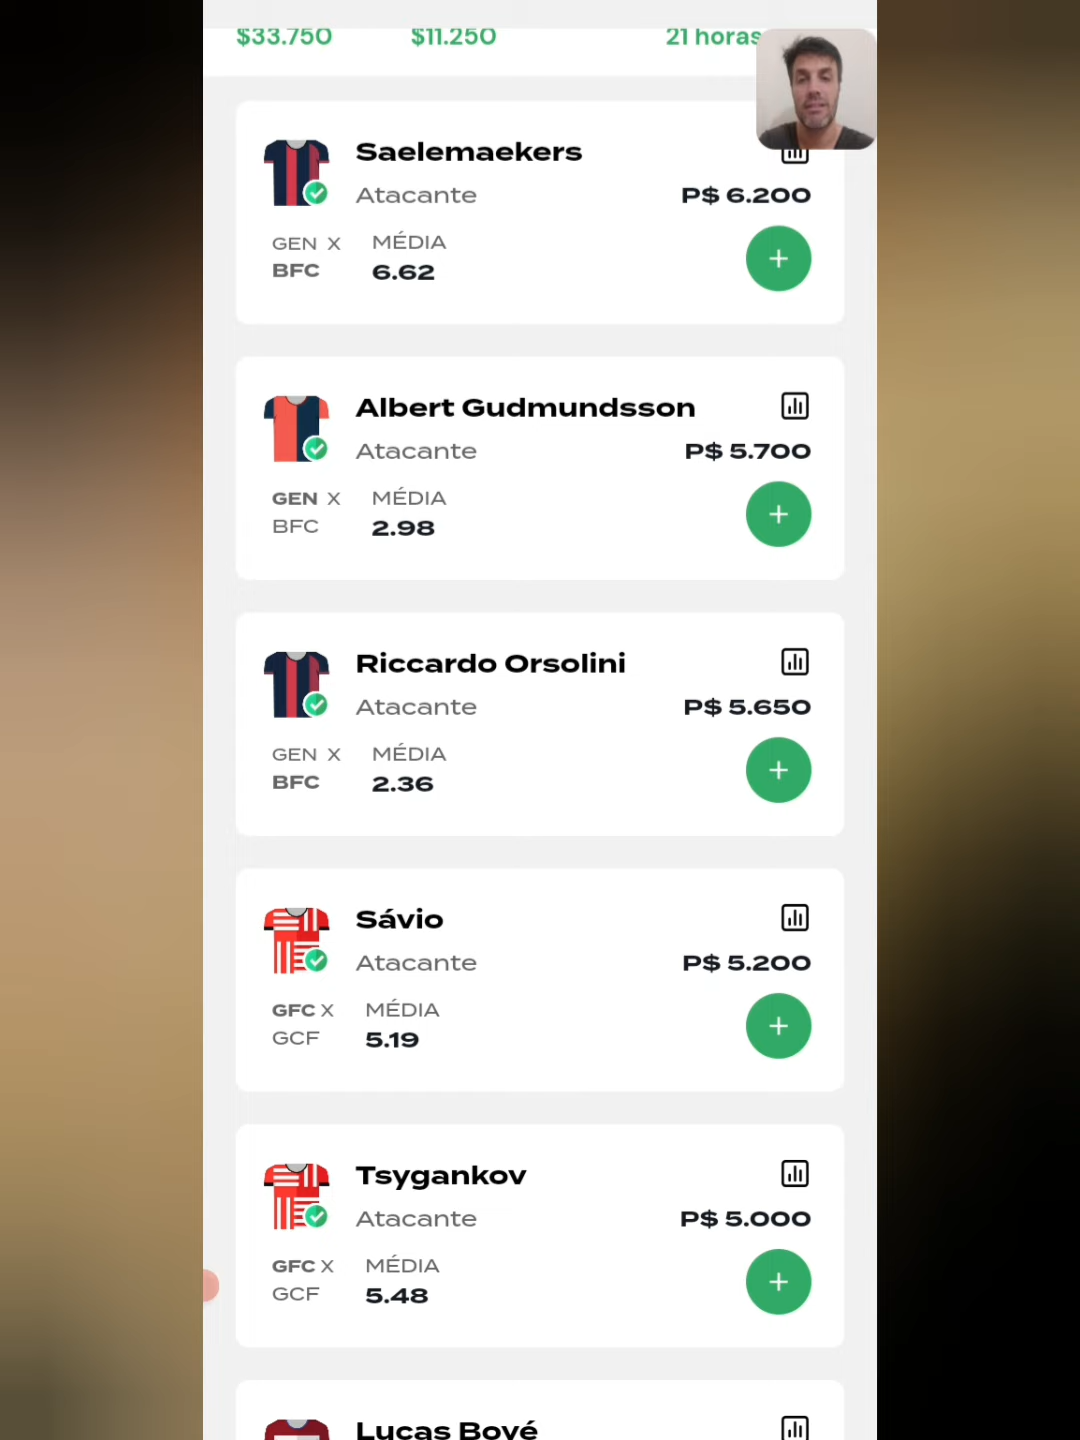 $33.750 $11.250 21 horas
Saelemaekers
Atacante P$ 6.200
GEN X MÉDIA
BFC 6.62
Albert Gudmundsson
Atacante P$ 5.700
GEN X MÉDIA
BFC 2.98
Riccardo Orsolini
Atacante P$ 5.650
GEN X MÉDIA
BFC 2.36
Sávio
Atacante P$ 5.200
GFC X MÉDIA
GCF 5.19
Tsygankov
Atacante P$ 5.000
GFC X MÉDIA
GCF 5.48
Lucas Bové